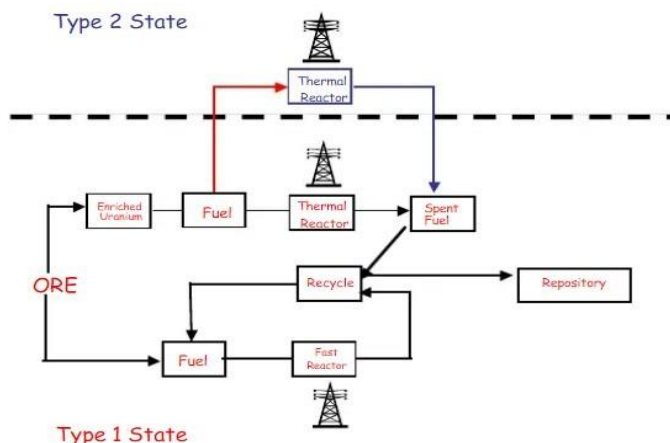 Type 2 State
Thermal
Reactor
Enriched
Uranium
Fuel
Thermal
Reactor
Spent
Fuel
ORE
Recycle
Repository
Fuel
Fast
Reactor
Type 1 State